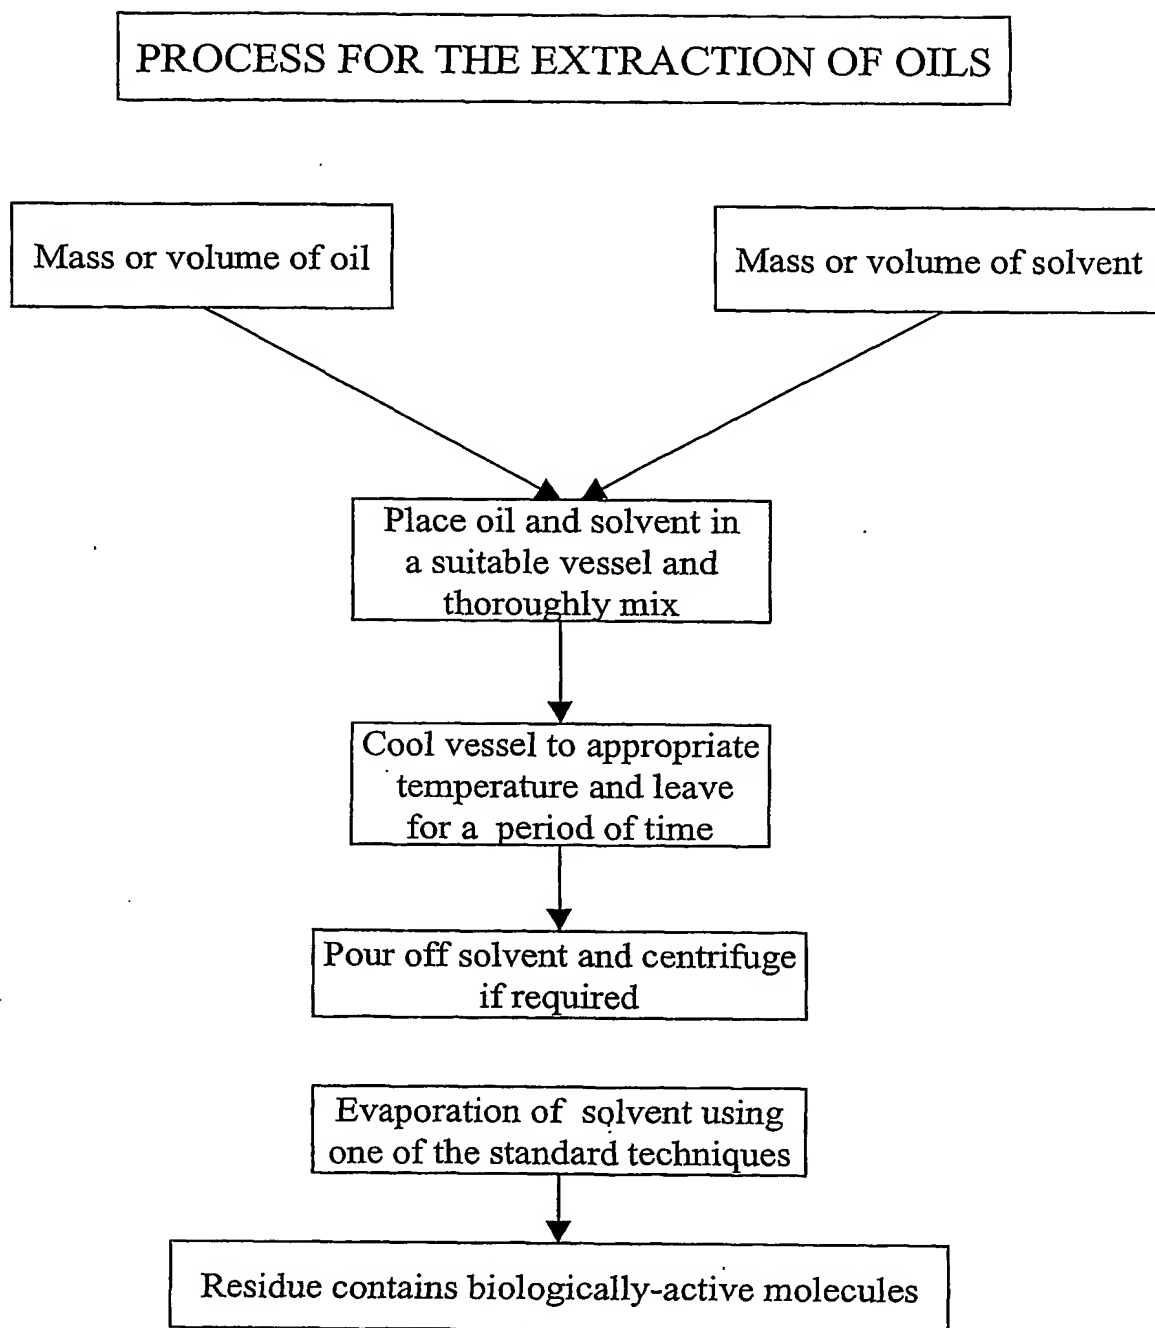 PROCESS FOR THE EXTRACTION OF OILS
Mass or volume of oil
Mass or volume of solvent
Place oil and solvent in
a suitable vessel and
thoroughly mix
Cool vessel to appropriate
temperature and leave
for a period of time
Pour off solvent and centrifuge
if required
Evaporation of solvent using
one of the standard techniques
Residue contains biologically-active molecules